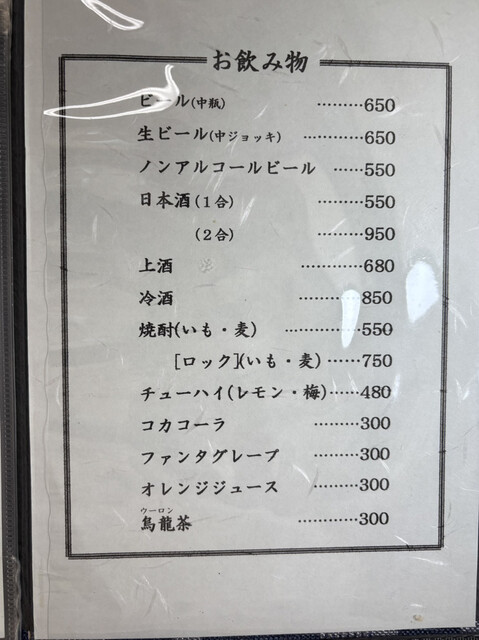 お飲み物
ビール(中瓶) ………650
生ビール(中ジョッキ) ………650
ノンアルコールビール ……550
日本酒(1合) ………550
(2合) ………950
上酒 …………680
冷酒 …………850
焼酎(いも・麦) …………550
[ロック](いも・麦)……750
チューハイ(レモン・梅)……480
コカコーラ ………300
ファンタグレープ ………300
オレンジジュース ………300
ウーロン
烏龍茶 …………300